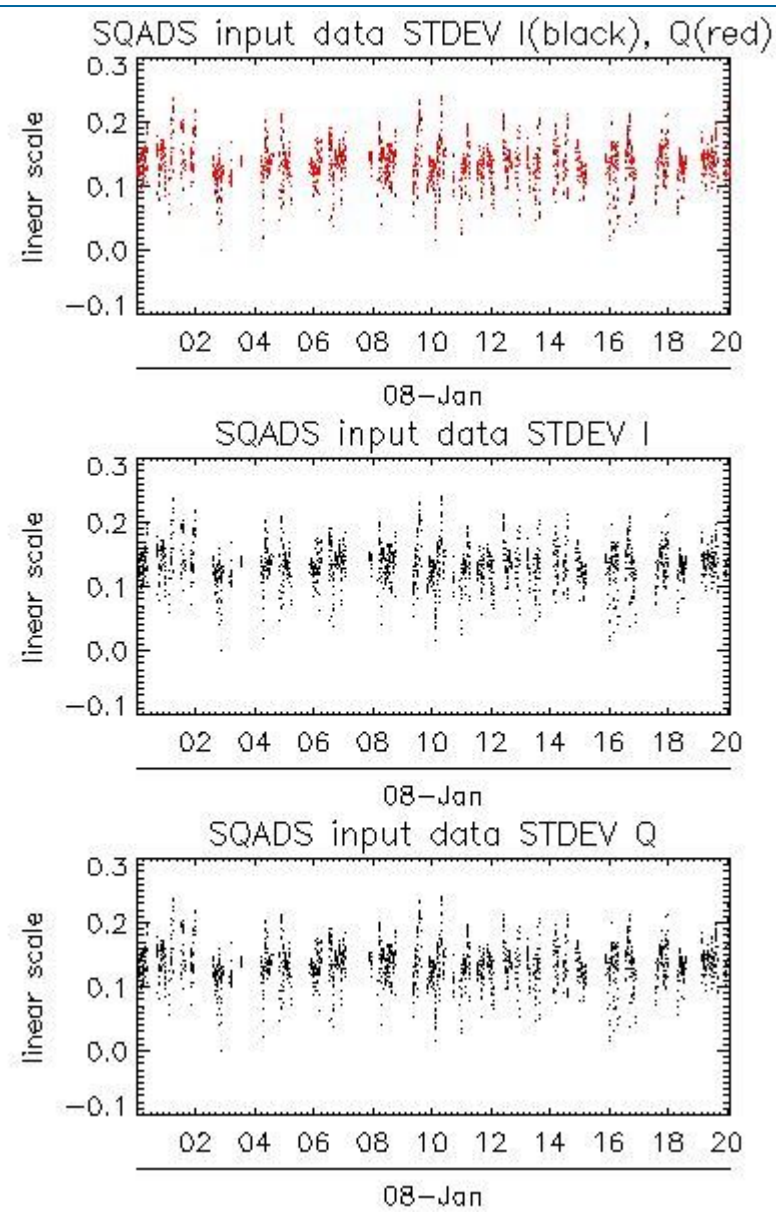 SQADS input data STDEV I(black), Q(red)
0.3
0.2
0.1
0.0
−0.1
linear scale
02 04 06 08 10 12 14 16 18 20
08−Jan
SQADS input data STDEV I
0.3
0.2
0.1
0.0
−0.1
linear scale
02 04 06 08 10 12 14 16 18 20
08−Jan
SQADS input data STDEV Q
0.3
0.2
0.1
0.0
−0.1
linear scale
02 04 06 08 10 12 14 16 18 20
08−Jan